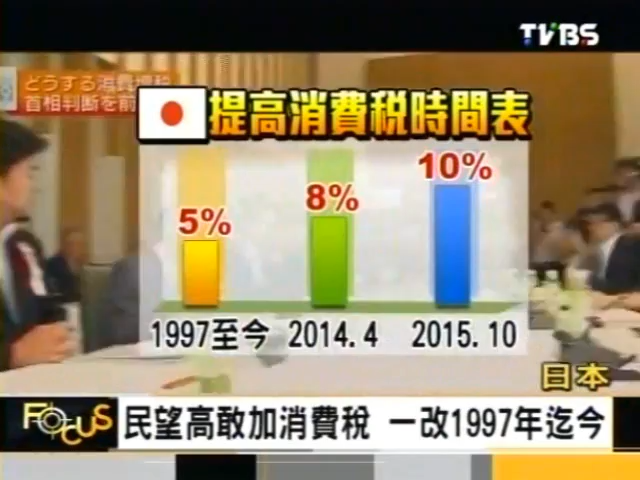 TVBS
どうする消費増税
首相判断を前
提高消費稅時間表
5%
8%
10%
1997至今 2014.4 2015.10
日本
FOCUS
民望高敢加消費稅 一改1997年迄今